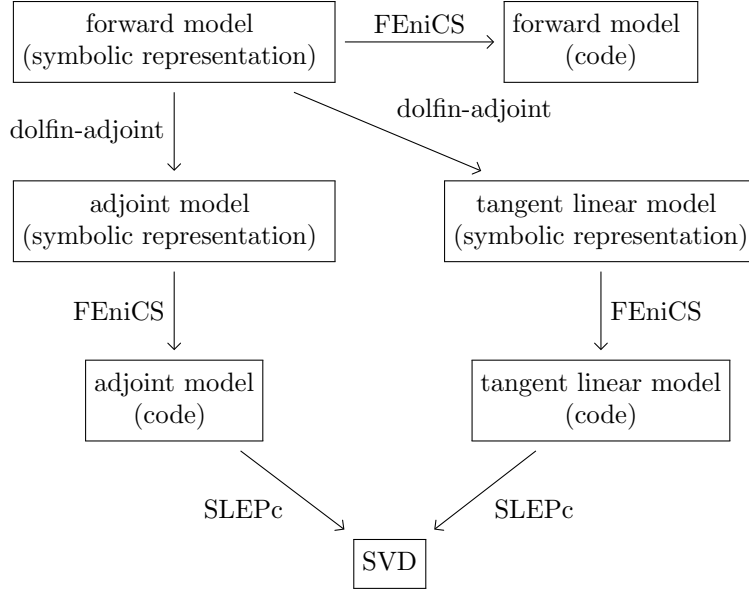 forward model
(symbolic representation)
FEniCS
forward model
(code)
dolfin-adjoint
dolfin-adjoint
adjoint model
(symbolic representation)
tangent linear model
(symbolic representation)
FEniCS
FEniCS
adjoint model
(code)
tangent linear model
(code)
SLEPc
SLEPc
SVD